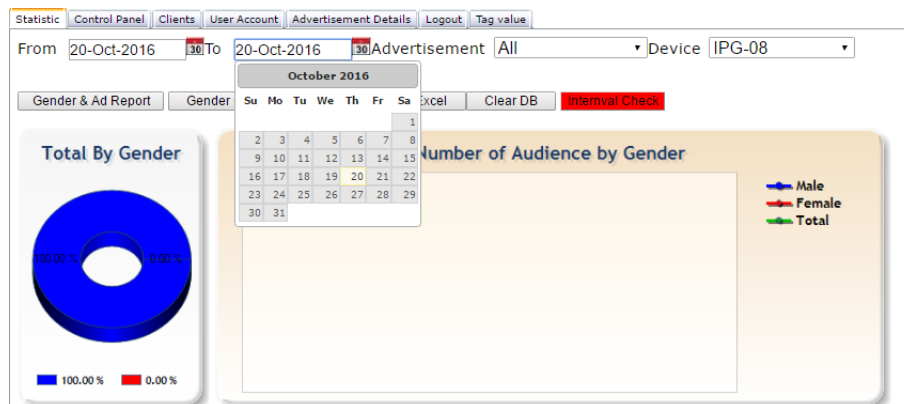 Statistic Control Panel Clients User Account Advertisement Details Logout Tag value
From 20-Oct-2016 30 To 20-Oct-2016 30 Advertisement All Device IPG-08
October 2016
Su Mo Tu We Th Fr Sa
1
2 3 4 5 6 7 8
9 10 11 12 13 14 15
16 17 18 19 20 21 22
23 24 25 26 27 28 29
30 31
Gender & Ad Report Gender Excel Clear DB Internval Check
Total By Gender
100.00 % 0.00 %
100.00 % 0.00 %
Number of Audience by Gender
Male
Female
Total